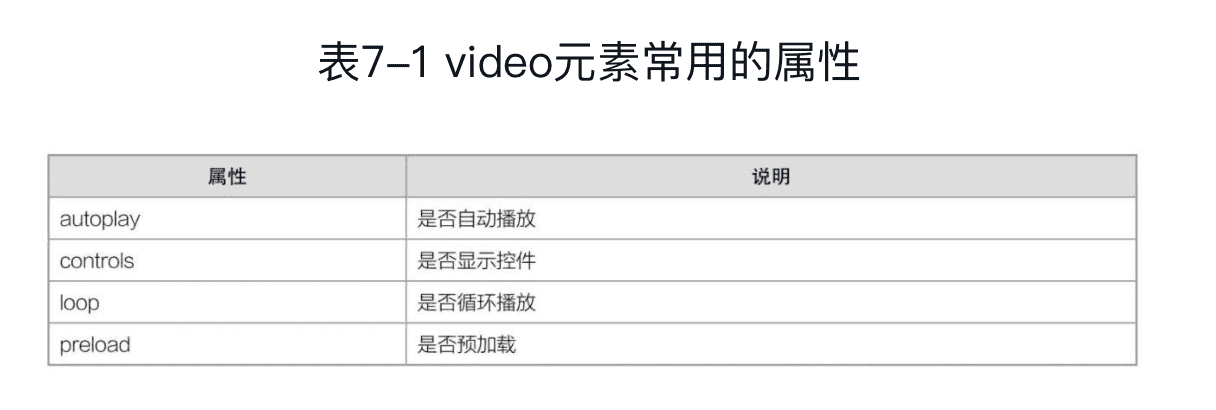 表7–1 video元素常用的属性
属性 说明
autoplay 是否自动播放
controls 是否显示控件
loop 是否循环播放
preload 是否预加载